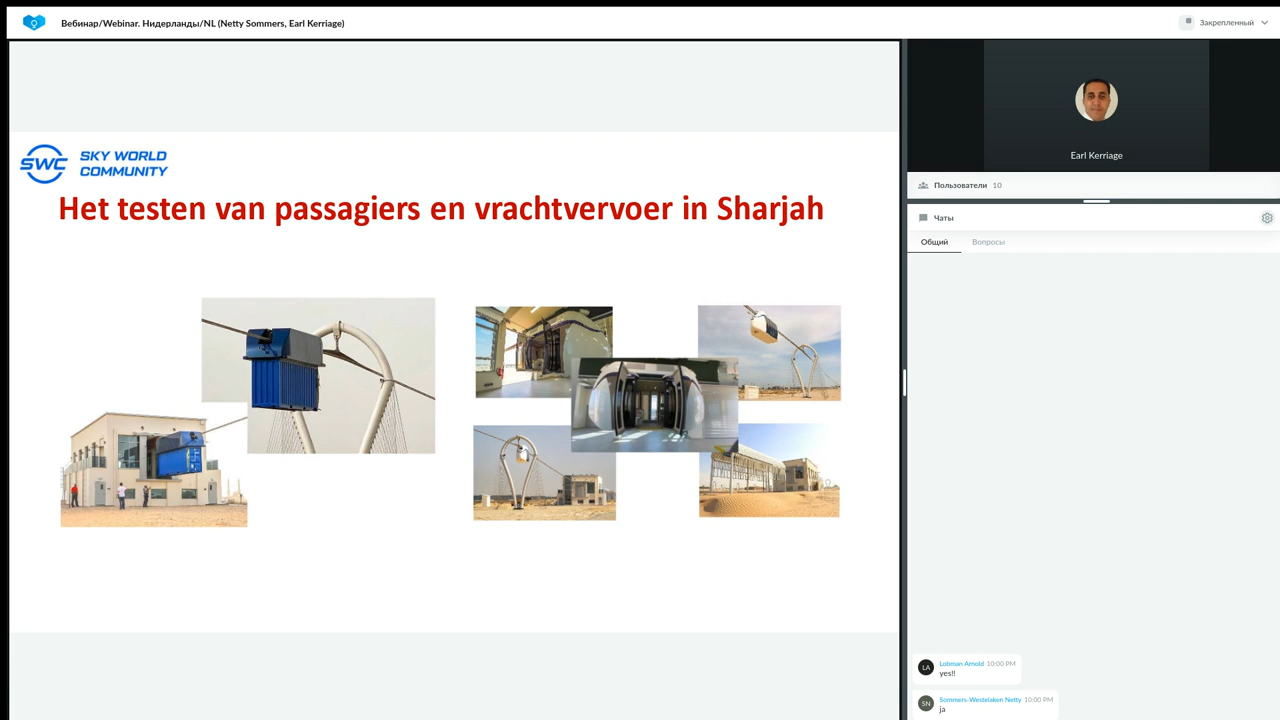 Вебинар/Webinar. Нидерланды/NL (Netty Sommers, Earl Kerriage)
Закрепленный
SWC
SKY WORLD
COMMUNITY
Het testen van passagiers en vrachtvervoer in Sharjah
Earl Kerriage
Пользователи 10
Чаты
Общий Вопросы
LA
Lobman Arnold 10:00 PM
yes!!
SN
Sommers-Westelaken Netty 10:00 PM
ja